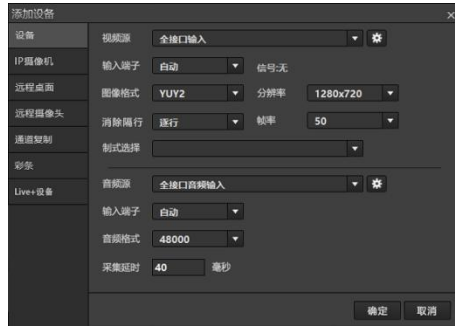 添加设备
设备
IP摄像机
远程桌面
远程摄像头
通道复制
彩条
Live+设备
视频源 全接口输入
输入端子 自动 信号:无
图像格式 YUY2 分辨率 1280x720
消除隔行 逐行 帧率 50
制式选择
音频源 全接口音频输入
输入端子 自动
音频格式 48000
采集延时 40 毫秒
确定 取消